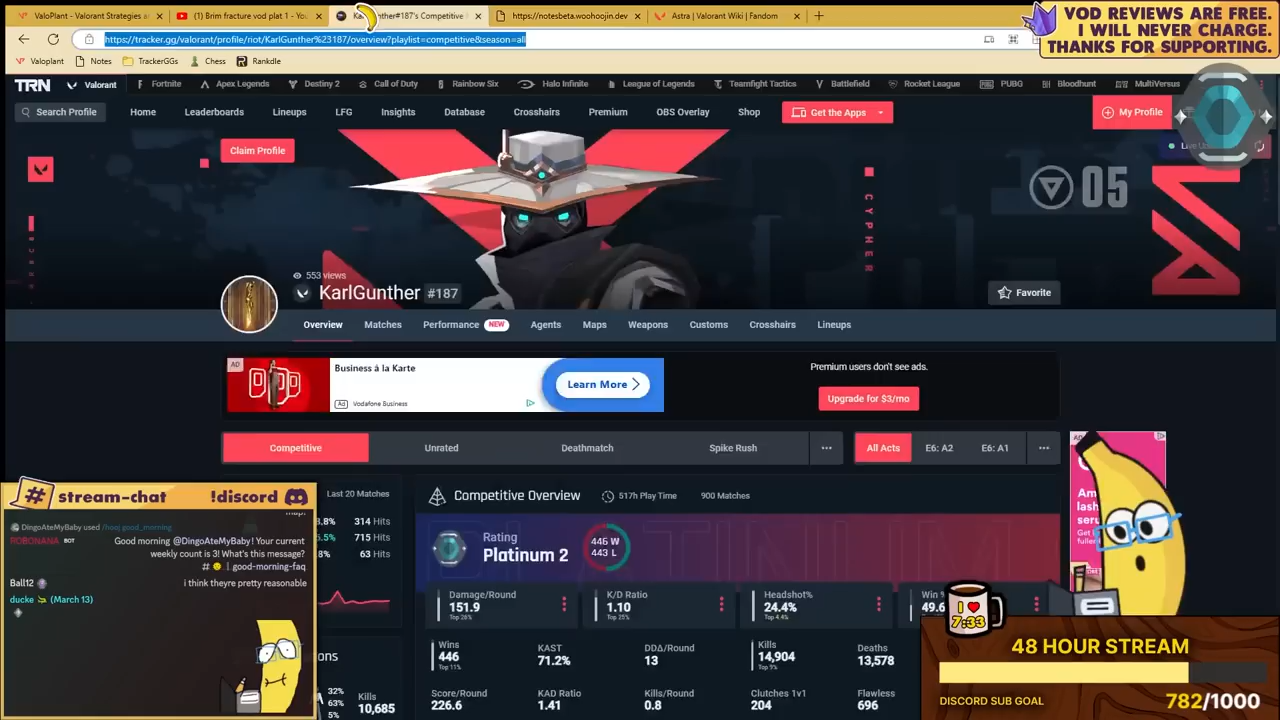 ValoPlant - Valorant Strategies a
(1) Brim fracture vod plat 1 - Yo
Gunther#187's Competitive
https://notesbeta.woohoojin.dev
Astra | Valorant Wiki | Fandom
https://tracker.gg/valorant/profile/riot/KarlGunther%23187/overview?playlist=competitive&season=all
Valoplant
Notes
TrackerGGs
Chess
Rankdle
VOD REVIEWS ARE FREE.
I WILL NEVER CHARGE.
THANKS FOR SUPPORTING.
TRN Valorant Fortnite Apex Legends Destiny 2 Call of Duty Rainbow Six Halo Infinite League of Legends Teamfight Tactics Battlefield Rocket League PUBG Bloodhunt MultiVersus
Search Profile Home Leaderboards Lineups LFG Insights Database Crosshairs Premium OBS Overlay Shop Get the Apps My Profile
Claim Profile
CYPHER
05
553 views
KarlGunther #187
Favorite
Overview Matches Performance NEW Agents Maps Weapons Customs Crosshairs Lineups
AD
Business à la Karte
Learn More
Ad Vodafone Business
Premium users don't see ads.
Upgrade for $3/mo
Competitive Unrated Deathmatch Spike Rush ...
All Acts E6: A2 E6: A1 ...
# stream-chat !discord
DingoAteMyBaby used /hooj good_morning
ROBONANA BOT Good morning @DingoAteMyBaby! Your current
weekly count is 3! What's this message?
# | good-morning-faq
Ball12 i think theyre pretty reasonable
ducke (March 13)
Last 20 Matches
314 Hits
715 Hits
63 Hits
32%
63%
5%
Kills
10,685
Competitive Overview 517h Play Time 900 Matches
Rating
Platinum 2
446 W
443 L
Damage/Round
151.9
Top 26%
K/D Ratio
1.10
Top 25%
Headshot%
24.4%
Top 4.4%
Win %
49.6
Wins
446
Top 11%
KAST
71.2%
DDΔ/Round
13
Kills
14,904
Top 9%
Deaths
13,578
Score/Round
226.6
KAD Ratio
1.41
Kills/Round
0.8
Clutches 1v1
204
Flawless
696
I ♥
7:33
48 HOUR STREAM
DISCORD SUB GOAL
782/1000